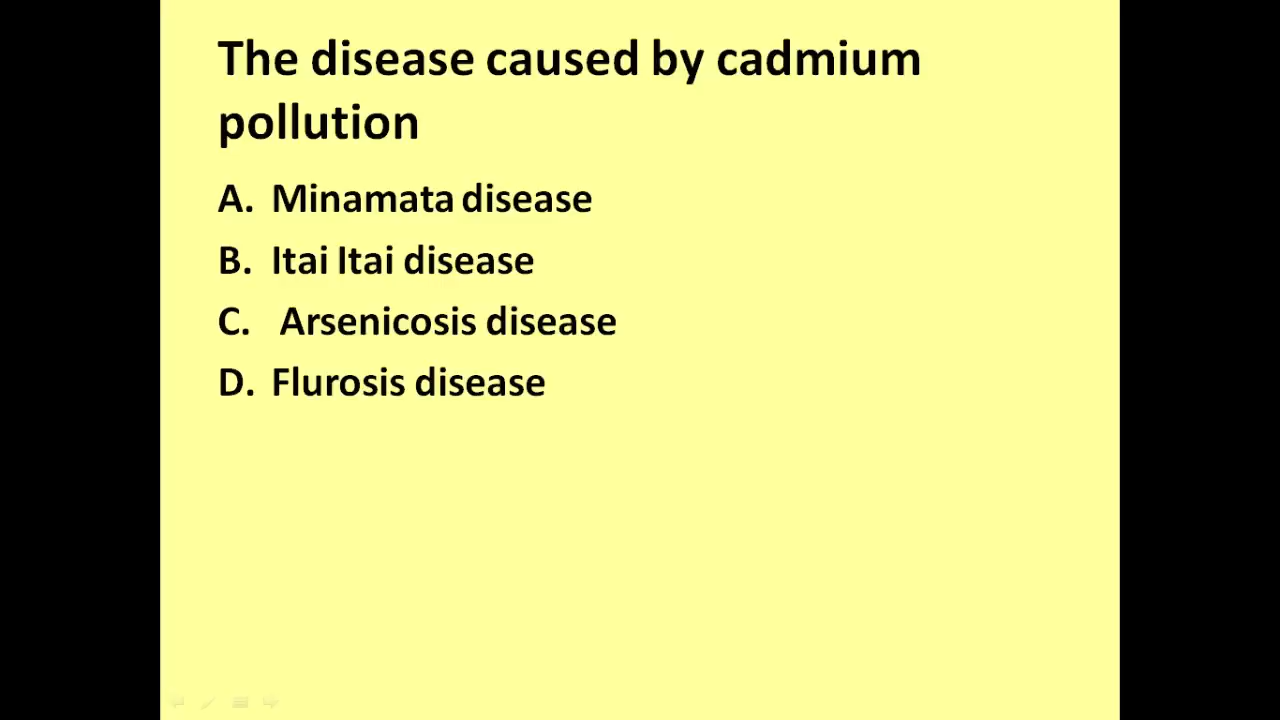 The disease caused by cadmium
pollution
A. Minamata disease
B. Itai Itai disease
C. Arsenicosis disease
D. Flurosis disease